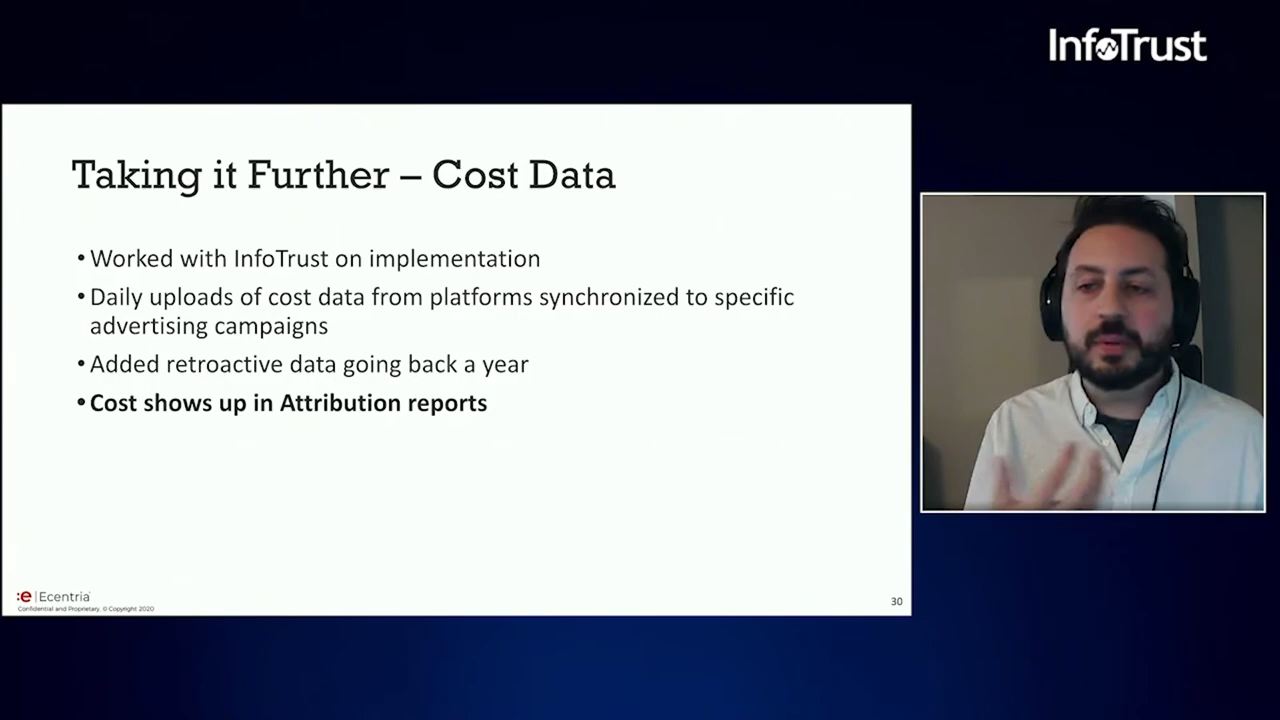 InfoTrust
Taking it Further – Cost Data
• Worked with InfoTrust on implementation
• Daily uploads of cost data from platforms synchronized to specific
advertising campaigns
• Added retroactive data going back a year
• Cost shows up in Attribution reports
:e | Ecentria
Confidential and Proprietary. © Copyright 2020
30